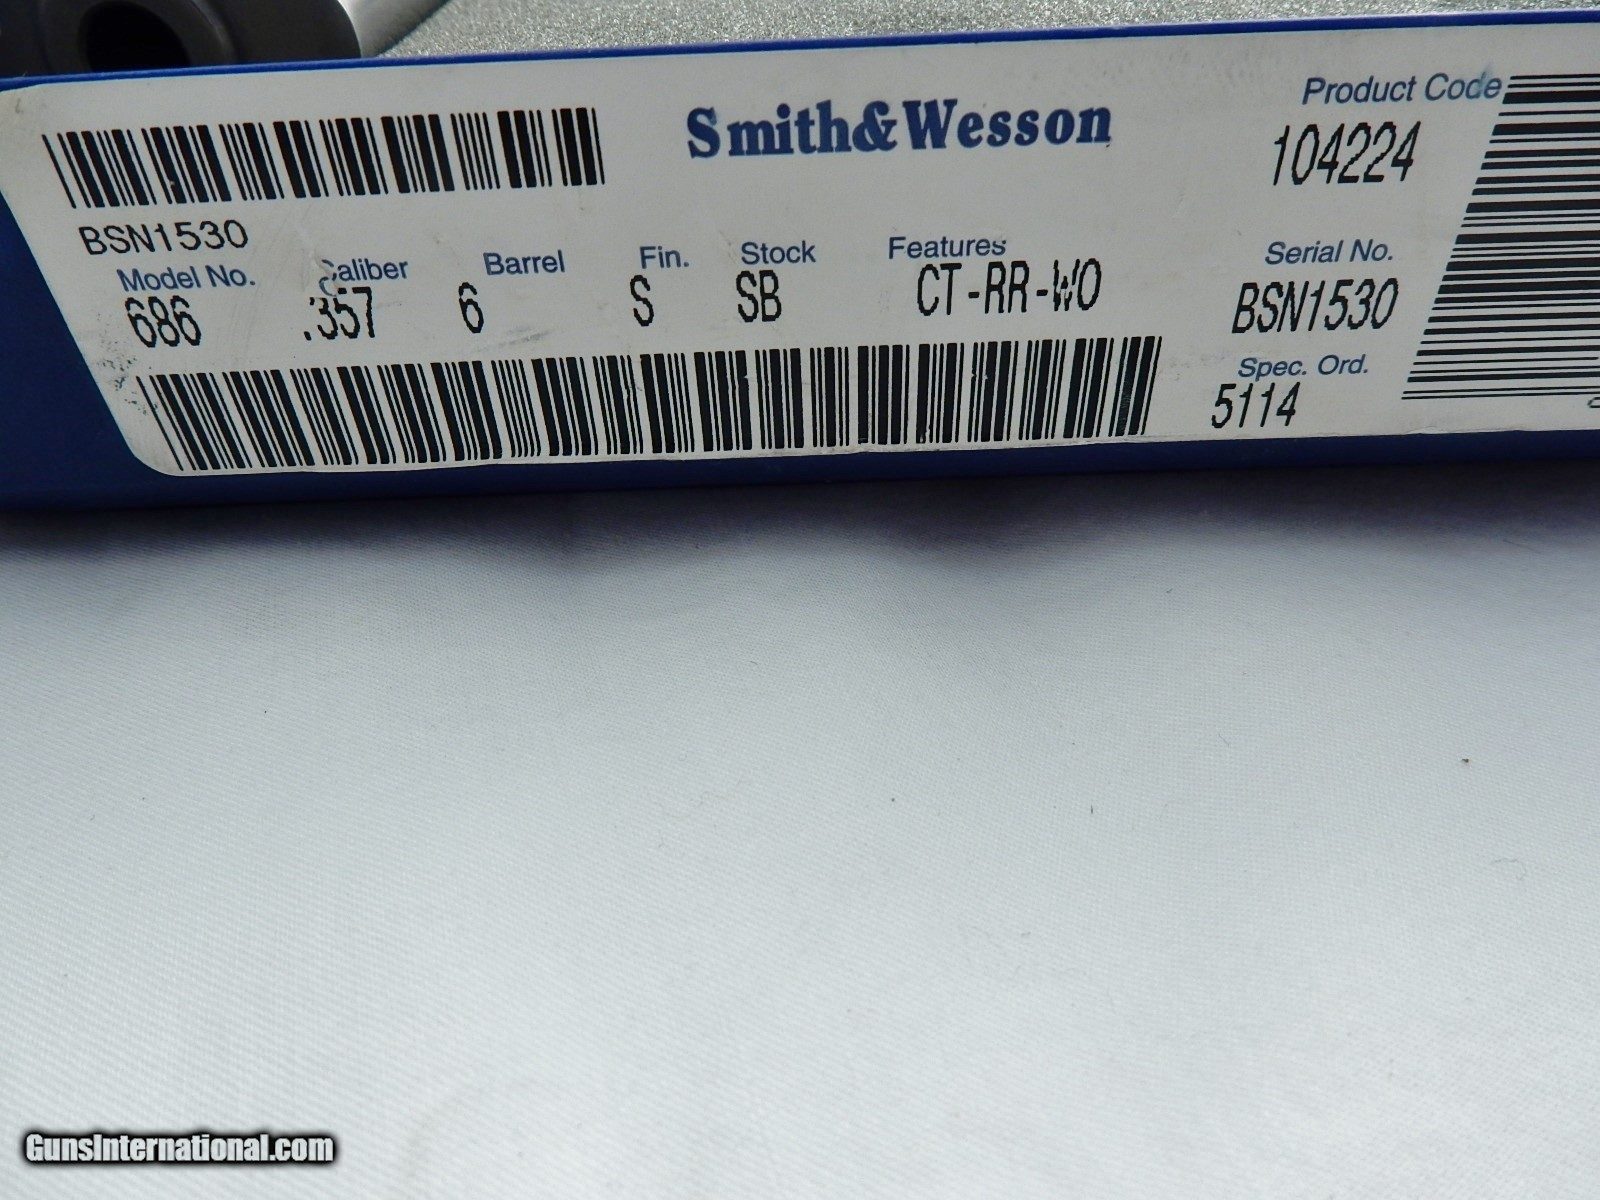 Smith&Wesson
Product Code
104224
BSN1530
Model No. Caliber Barrel Fin. Stock Features Serial No.
686 .357 6 S SB CT-RR-WO BSN1530
Spec. Ord.
5114
GunsInternational.com